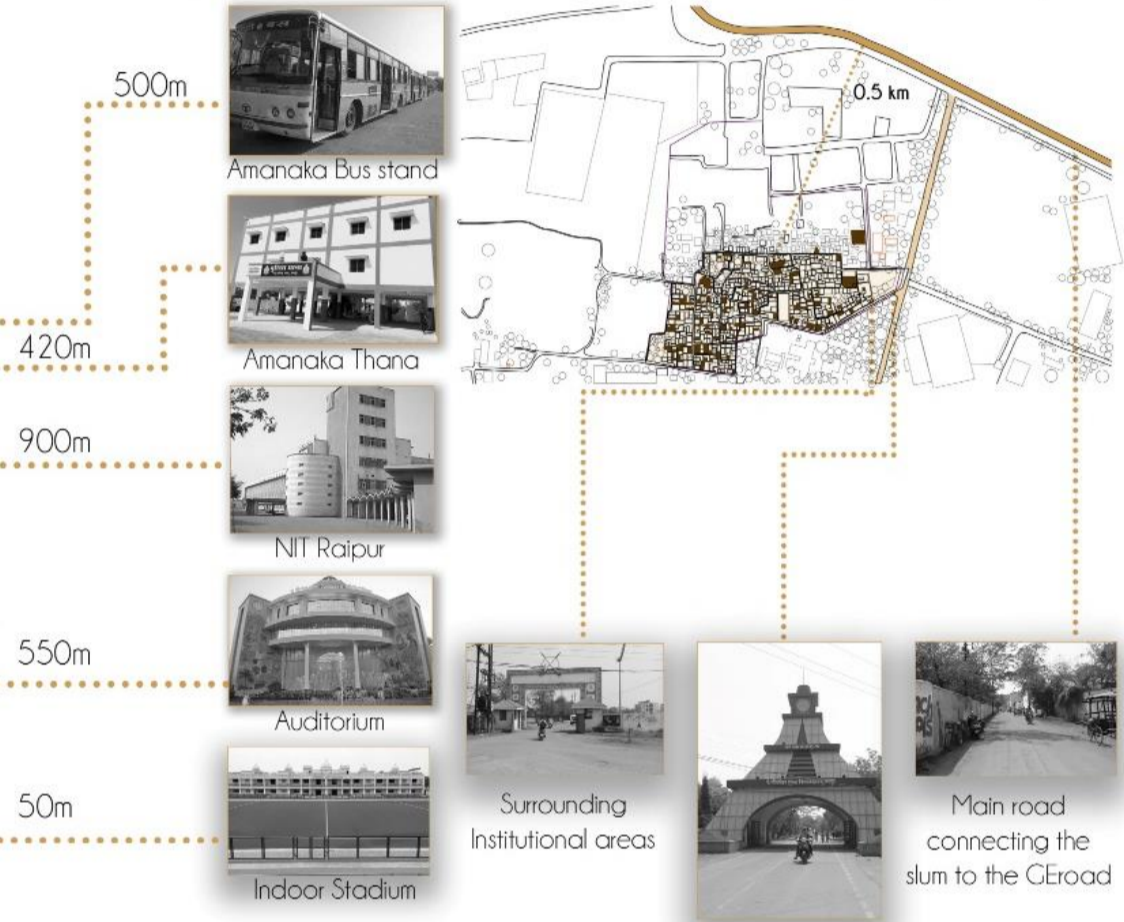 500m
Amanaka Bus stand
420m
Amanaka Thana
900m
NIT Raipur
550m
Auditorium
50m
Indoor Stadium
0.5 km
Surrounding
Institutional areas
Main road
connecting the
slum to the GEroad